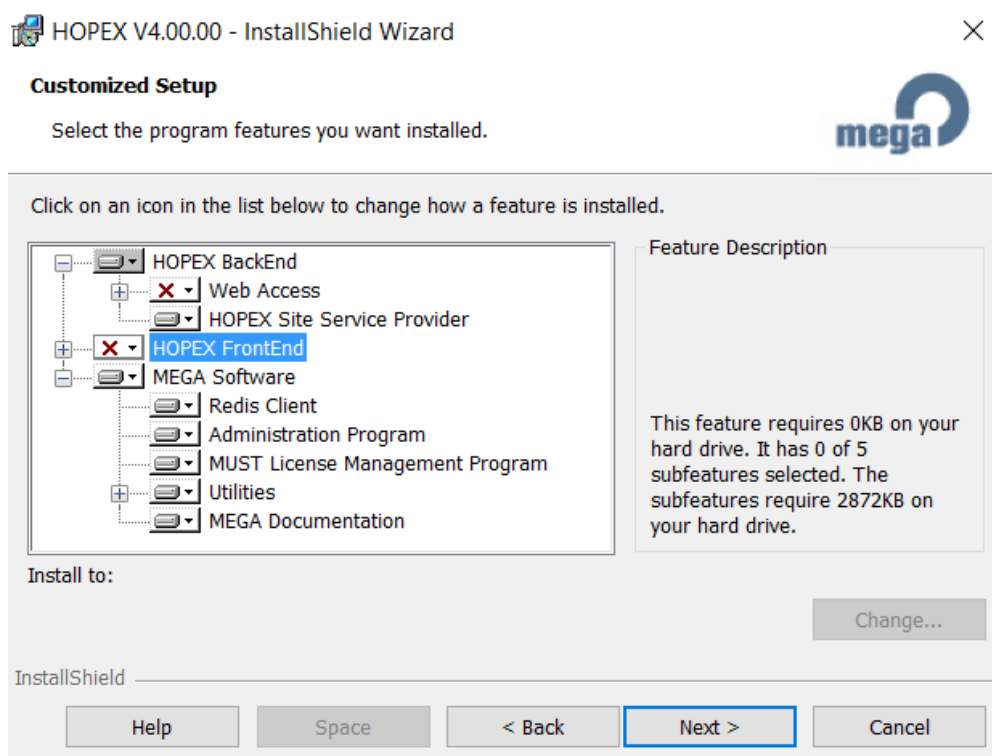 HOPEX V4.00.00 - InstallShield Wizard
Customized Setup
Select the program features you want installed.
mega
Click on an icon in the list below to change how a feature is installed.
HOPEX BackEnd
Web Access
HOPEX Site Service Provider
HOPEX FrontEnd
MEGA Software
Redis Client
Administration Program
MUST License Management Program
Utilities
MEGA Documentation
Feature Description
This feature requires 0KB on your
hard drive. It has 0 of 5
subfeatures selected. The
subfeatures require 2872KB on
your hard drive.
Install to:
Change...
InstallShield
Help
Space
< Back
Next >
Cancel